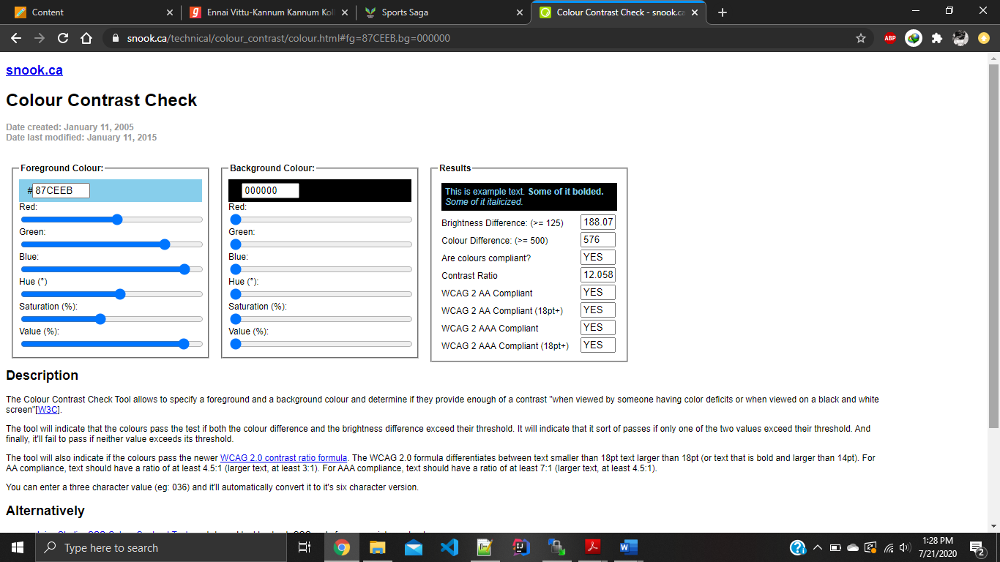 Content
Ennai Vittu-Kannum Kannum Kol
Sports Saga
Colour Contrast Check - snook.ca
snook.ca/technical/colour_contrast/colour.html#fg=87CEEB,bg=000000
ABP
snook.ca
Colour Contrast Check
Date created: January 11, 2005
Date last modified: January 11, 2015
Foreground Colour:
#87CEEB
Red:
Green:
Blue:
Hue (°)
Saturation (%):
Value (%):
Background Colour:
000000
Red:
Green:
Blue:
Hue (°):
Saturation (%):
Value (%):
Results
This is example text. Some of it bolded.
Some of it italicized.
Brightness Difference: (>= 125) 188.07
Colour Difference: (>= 500) 576
Are colours compliant? YES
Contrast Ratio 12.058
WCAG 2 AA Compliant YES
WCAG 2 AA Compliant (18pt+) YES
WCAG 2 AAA Compliant YES
WCAG 2 AAA Compliant (18pt+) YES
Description
The Colour Contrast Check Tool allows to specify a foreground and a background colour and determine if they provide enough of a contrast "when viewed by someone having color deficits or when viewed on a black and white
screen"[W3C].
The tool will indicate that the colours pass the test if both the colour difference and the brightness difference exceed their threshold. It will indicate that it sort of passes if only one of the two values exceed their threshold. And
finally, it'll fail to pass if neither value exceeds its threshold.
The tool will also indicate if the colours pass the newer WCAG 2.0 contrast ratio formula. The WCAG 2.0 formula differentiates between text smaller than 18pt text larger than 18pt (or text that is bold and larger than 14pt). For
AA compliance, text should have a ratio of at least 4.5:1 (larger text, at least 3:1). For AAA compliance, text should have a ratio of at least 7:1 (larger text, at least 4.5:1).
You can enter a three character value (eg: 036) and it'll automatically convert it to it's six character version.
Alternatively
Type here to search
1:28 PM
7/21/2020
2